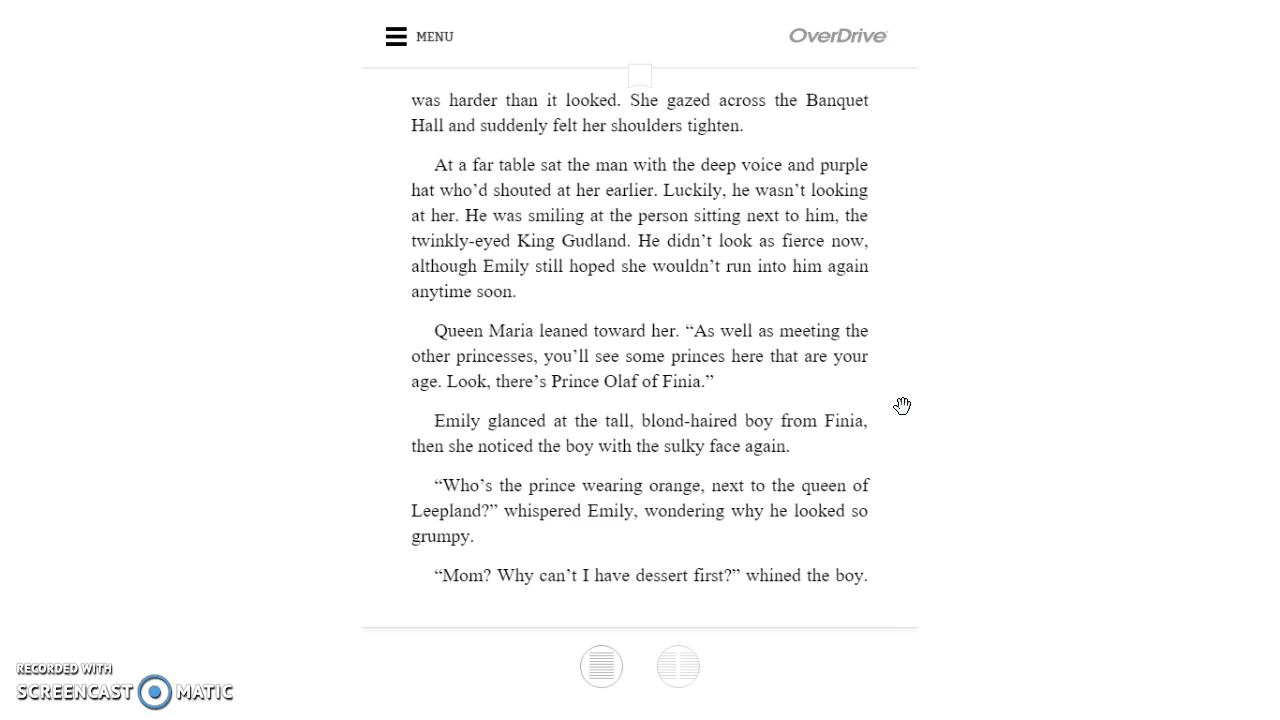 MENU
OverDrive
was harder than it looked. She gazed across the Banquet
Hall and suddenly felt her shoulders tighten.
At a far table sat the man with the deep voice and purple
hat who’d shouted at her earlier. Luckily, he wasn’t looking
at her. He was smiling at the person sitting next to him, the
twinkly-eyed King Gudland. He didn’t look as fierce now,
although Emily still hoped she wouldn’t run into him again
anytime soon.
Queen Maria leaned toward her. “As well as meeting the
other princesses, you’ll see some princes here that are your
age. Look, there’s Prince Olaf of Finia.”
Emily glanced at the tall, blond-haired boy from Finia,
then she noticed the boy with the sulky face again.
“Who’s the prince wearing orange, next to the queen of
Leepland?” whispered Emily, wondering why he looked so
grumpy.
“Mom? Why can’t I have dessert first?” whined the boy.
RECORDED WITH
SCREENCAST MATIC